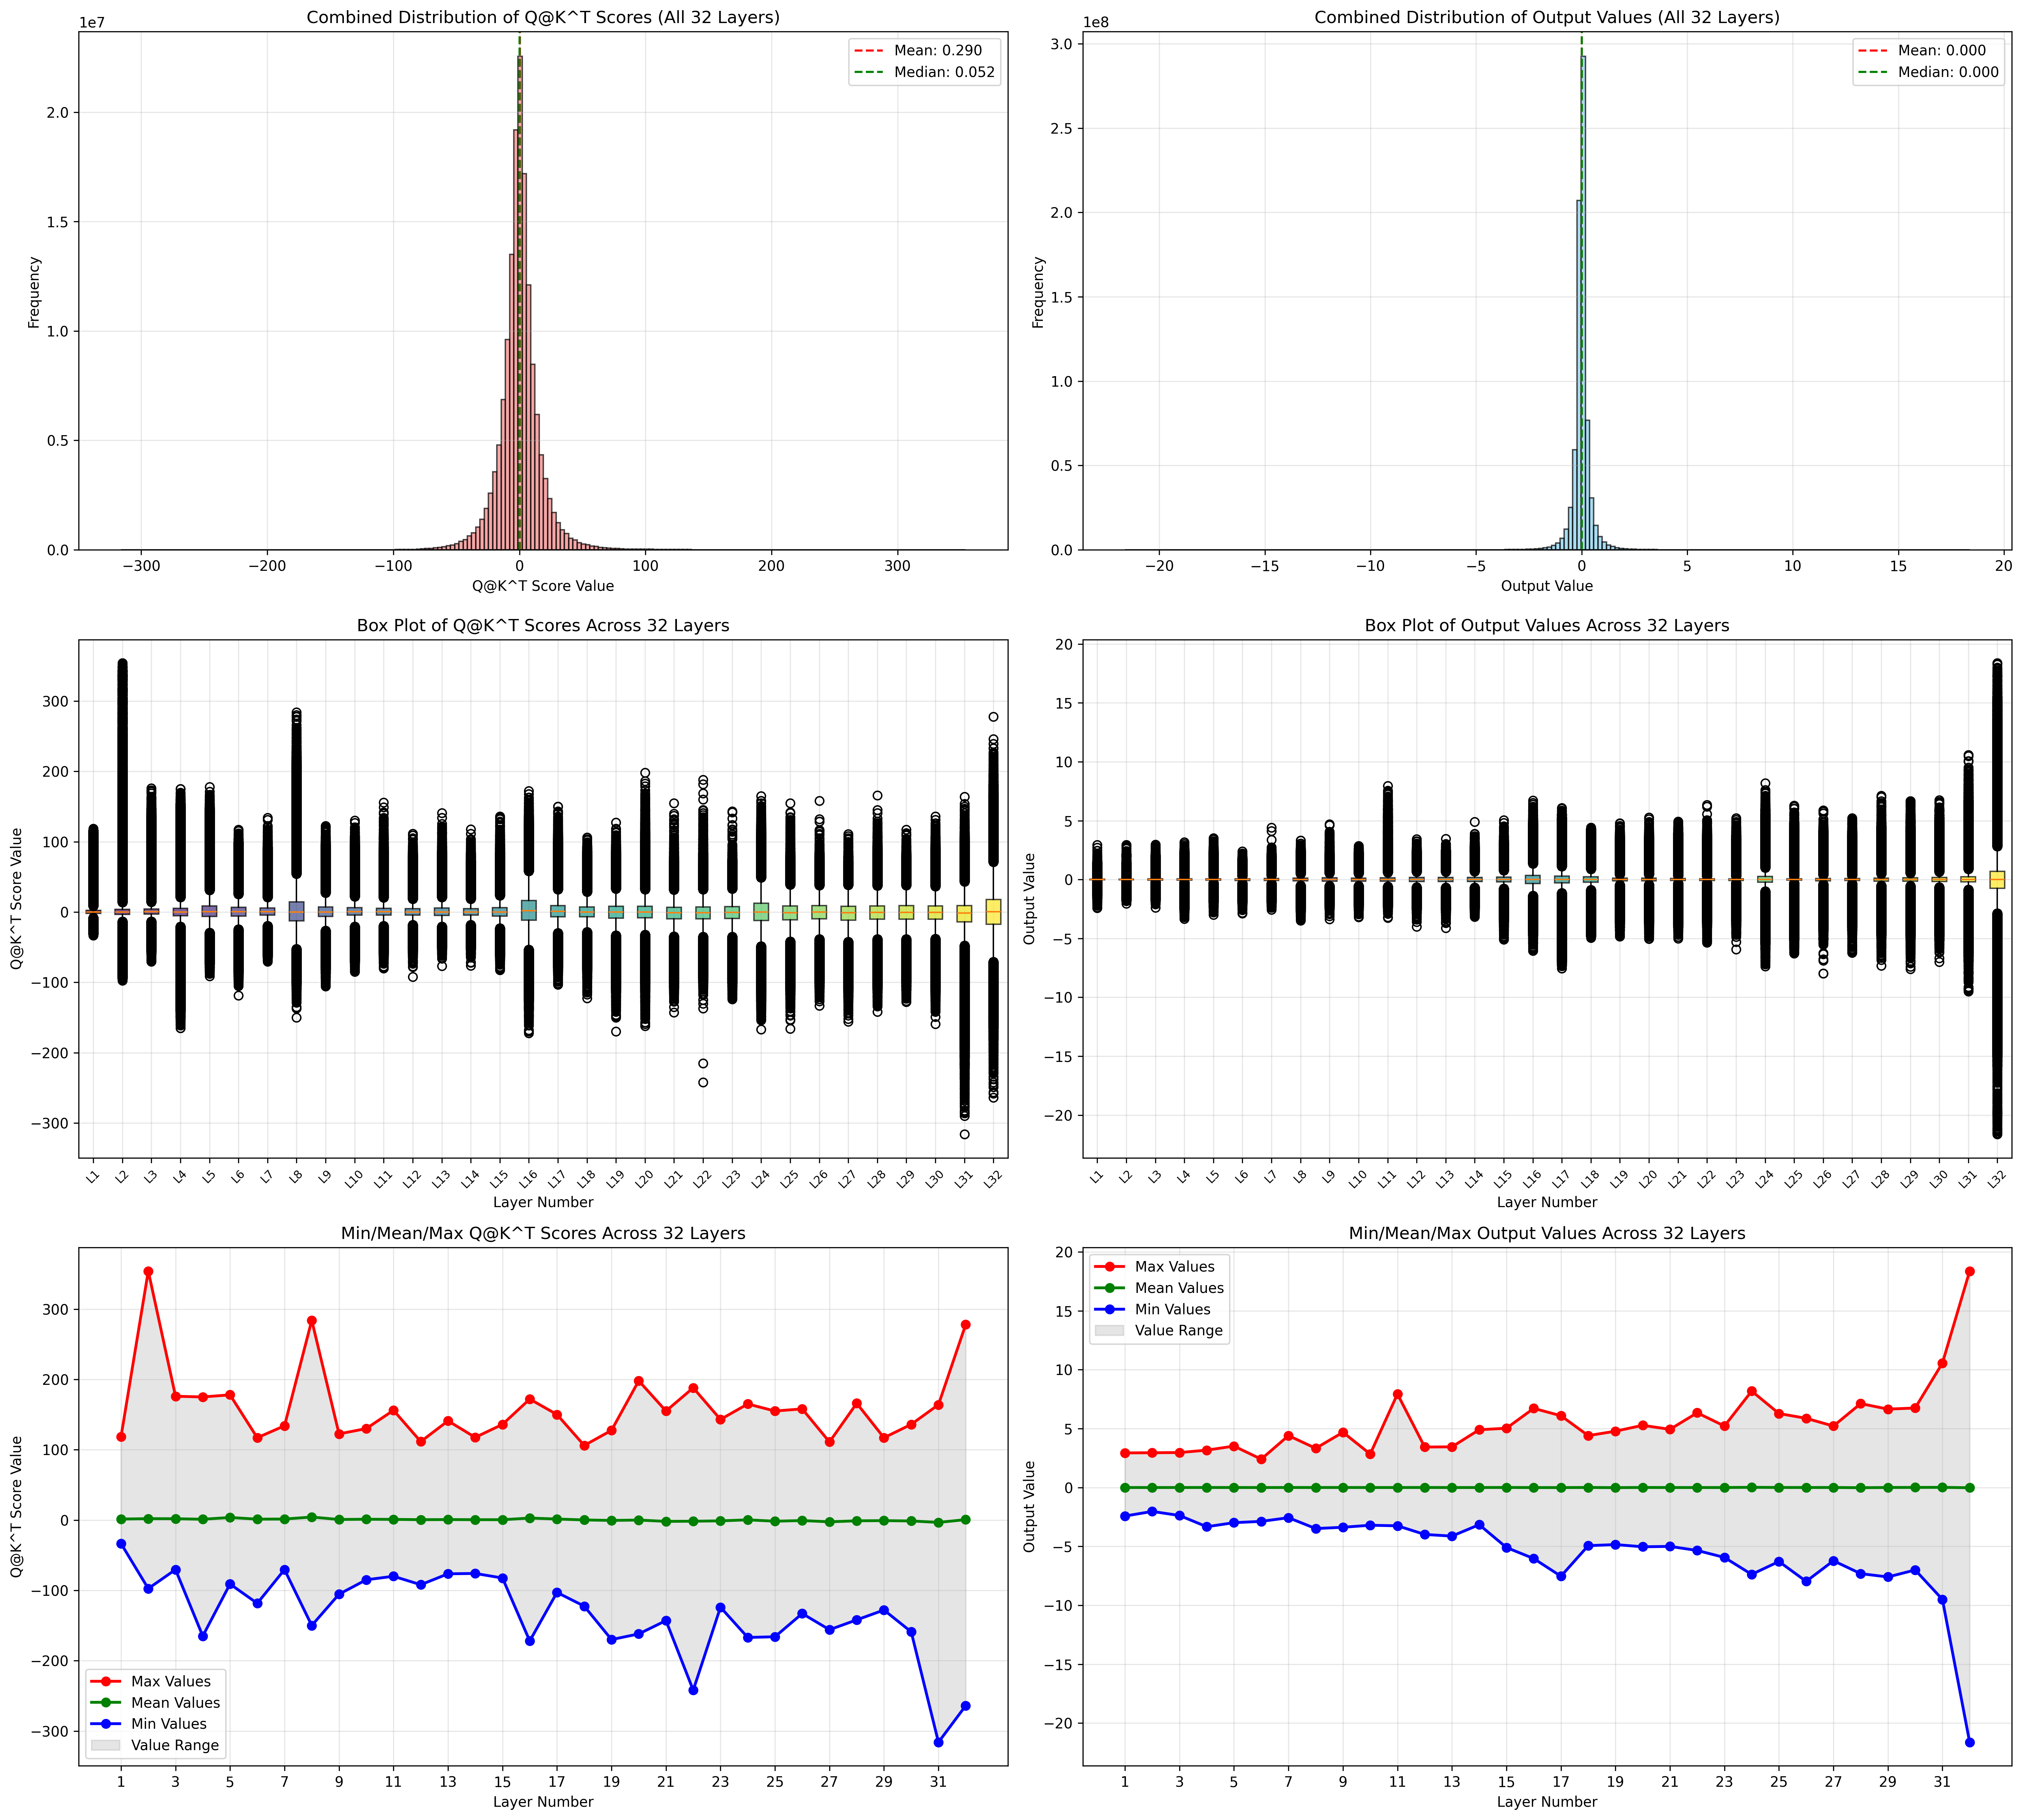 Combined Distribution of Q@K^T Scores (All 32 Layers)
1e7
Mean: 0.290
Median: 0.052
2.0
1.5
1.0
0.5
0.0
Frequency
−300 −200 −100 0 100 200 300
Q@K^T Score Value
Combined Distribution of Output Values (All 32 Layers)
1e8
Mean: 0.000
Median: 0.000
3.0
2.5
2.0
1.5
1.0
0.5
0.0
Frequency
−20 −15 −10 −5 0 5 10 15 20
Output Value
Box Plot of Q@K^T Scores Across 32 Layers
300
200
100
0
−100
−200
−300
Q@K^T Score Value
L1 L2 L3 L4 L5 L6 L7 L8 L9 L10 L11 L12 L13 L14 L15 L16 L17 L18 L19 L20 L21 L22 L23 L24 L25 L26 L27 L28 L29 L30 L31 L32
Layer Number
Box Plot of Output Values Across 32 Layers
20
15
10
5
0
−5
−10
−15
−20
Output Value
L1 L2 L3 L4 L5 L6 L7 L8 L9 L10 L11 L12 L13 L14 L15 L16 L17 L18 L19 L20 L21 L22 L23 L24 L25 L26 L27 L28 L29 L30 L31 L32
Layer Number
Min/Mean/Max Q@K^T Scores Across 32 Layers
300
200
100
0
−100
−200
−300
Q@K^T Score Value
Max Values
Mean Values
Min Values
Value Range
1 3 5 7 9 11 13 15 17 19 21 23 25 27 29 31
Layer Number
Min/Mean/Max Output Values Across 32 Layers
Max Values
Mean Values
Min Values
Value Range
20
15
10
5
0
−5
−10
−15
−20
Output Value
1 3 5 7 9 11 13 15 17 19 21 23 25 27 29 31
Layer Number